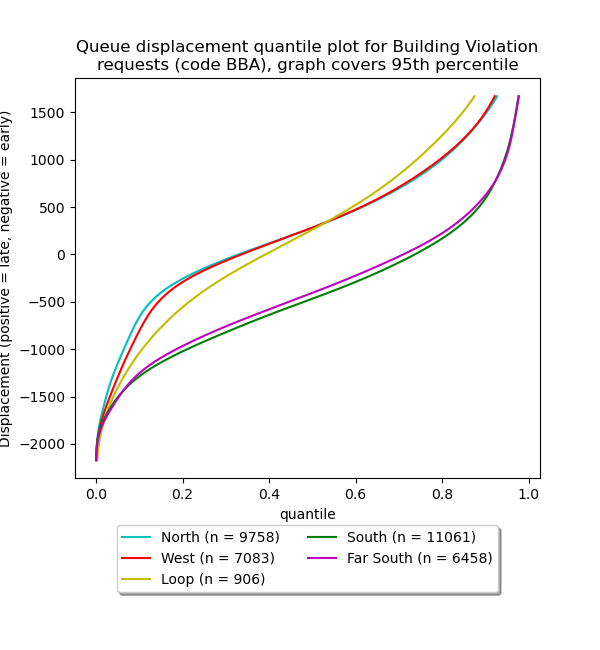 Queue displacement quantile plot for Building Violation
requests (code BBA), graph covers 95th percentile
Displacement (positive = late, negative = early)
1500
1000
500
0
−500
−1000
−1500
−2000
0.0 0.2 0.4 0.6 0.8 1.0
quantile
North (n = 9758) South (n = 11061)
West (n = 7083) Far South (n = 6458)
Loop (n = 906)